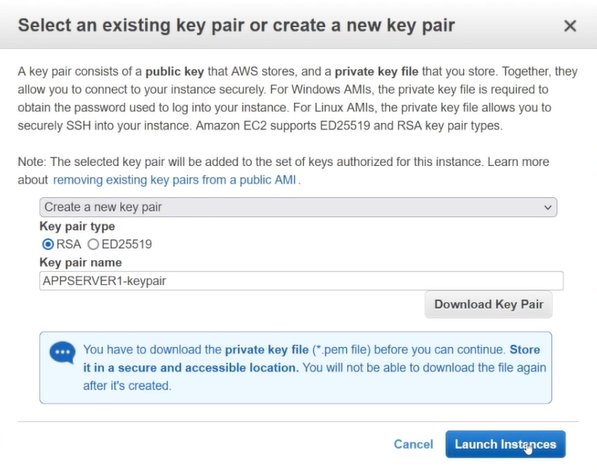 Select an existing key pair or create a new key pair
A key pair consists of a public key that AWS stores, and a private key file that you store. Together, they
allow you to connect to your instance securely. For Windows AMIs, the private key file is required to
obtain the password used to log into your instance. For Linux AMIs, the private key file allows you to
securely SSH into your instance. Amazon EC2 supports ED25519 and RSA key pair types.
Note: The selected key pair will be added to the set of keys authorized for this instance. Learn more
about removing existing key pairs from a public AMI.
Create a new key pair
Key pair type
RSA ED25519
Key pair name
APPSERVER1-keypair
Download Key Pair
You have to download the private key file (*.pem file) before you can continue. Store
it in a secure and accessible location. You will not be able to download the file again
after it's created.
Cancel Launch Instances